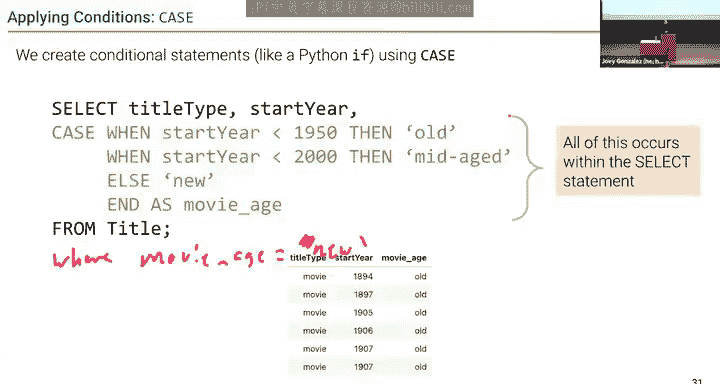 Applying Conditions: CASE
We create conditional statements (like a Python if) using CASE
SELECT titleType, startYear,
CASE WHEN startYear < 1950 THEN ‘old’
WHEN startYear < 2000 THEN ‘mid-aged’
ELSE ‘new’
END AS movie_age
FROM Title;
All of this occurs
within the SELECT
statement
where movie_age = "new"
titleType startYear movie_age
movie 1894 old
movie 1897 old
movie 1905 old
movie 1906 old
movie 1907 old
movie 1907 old
31